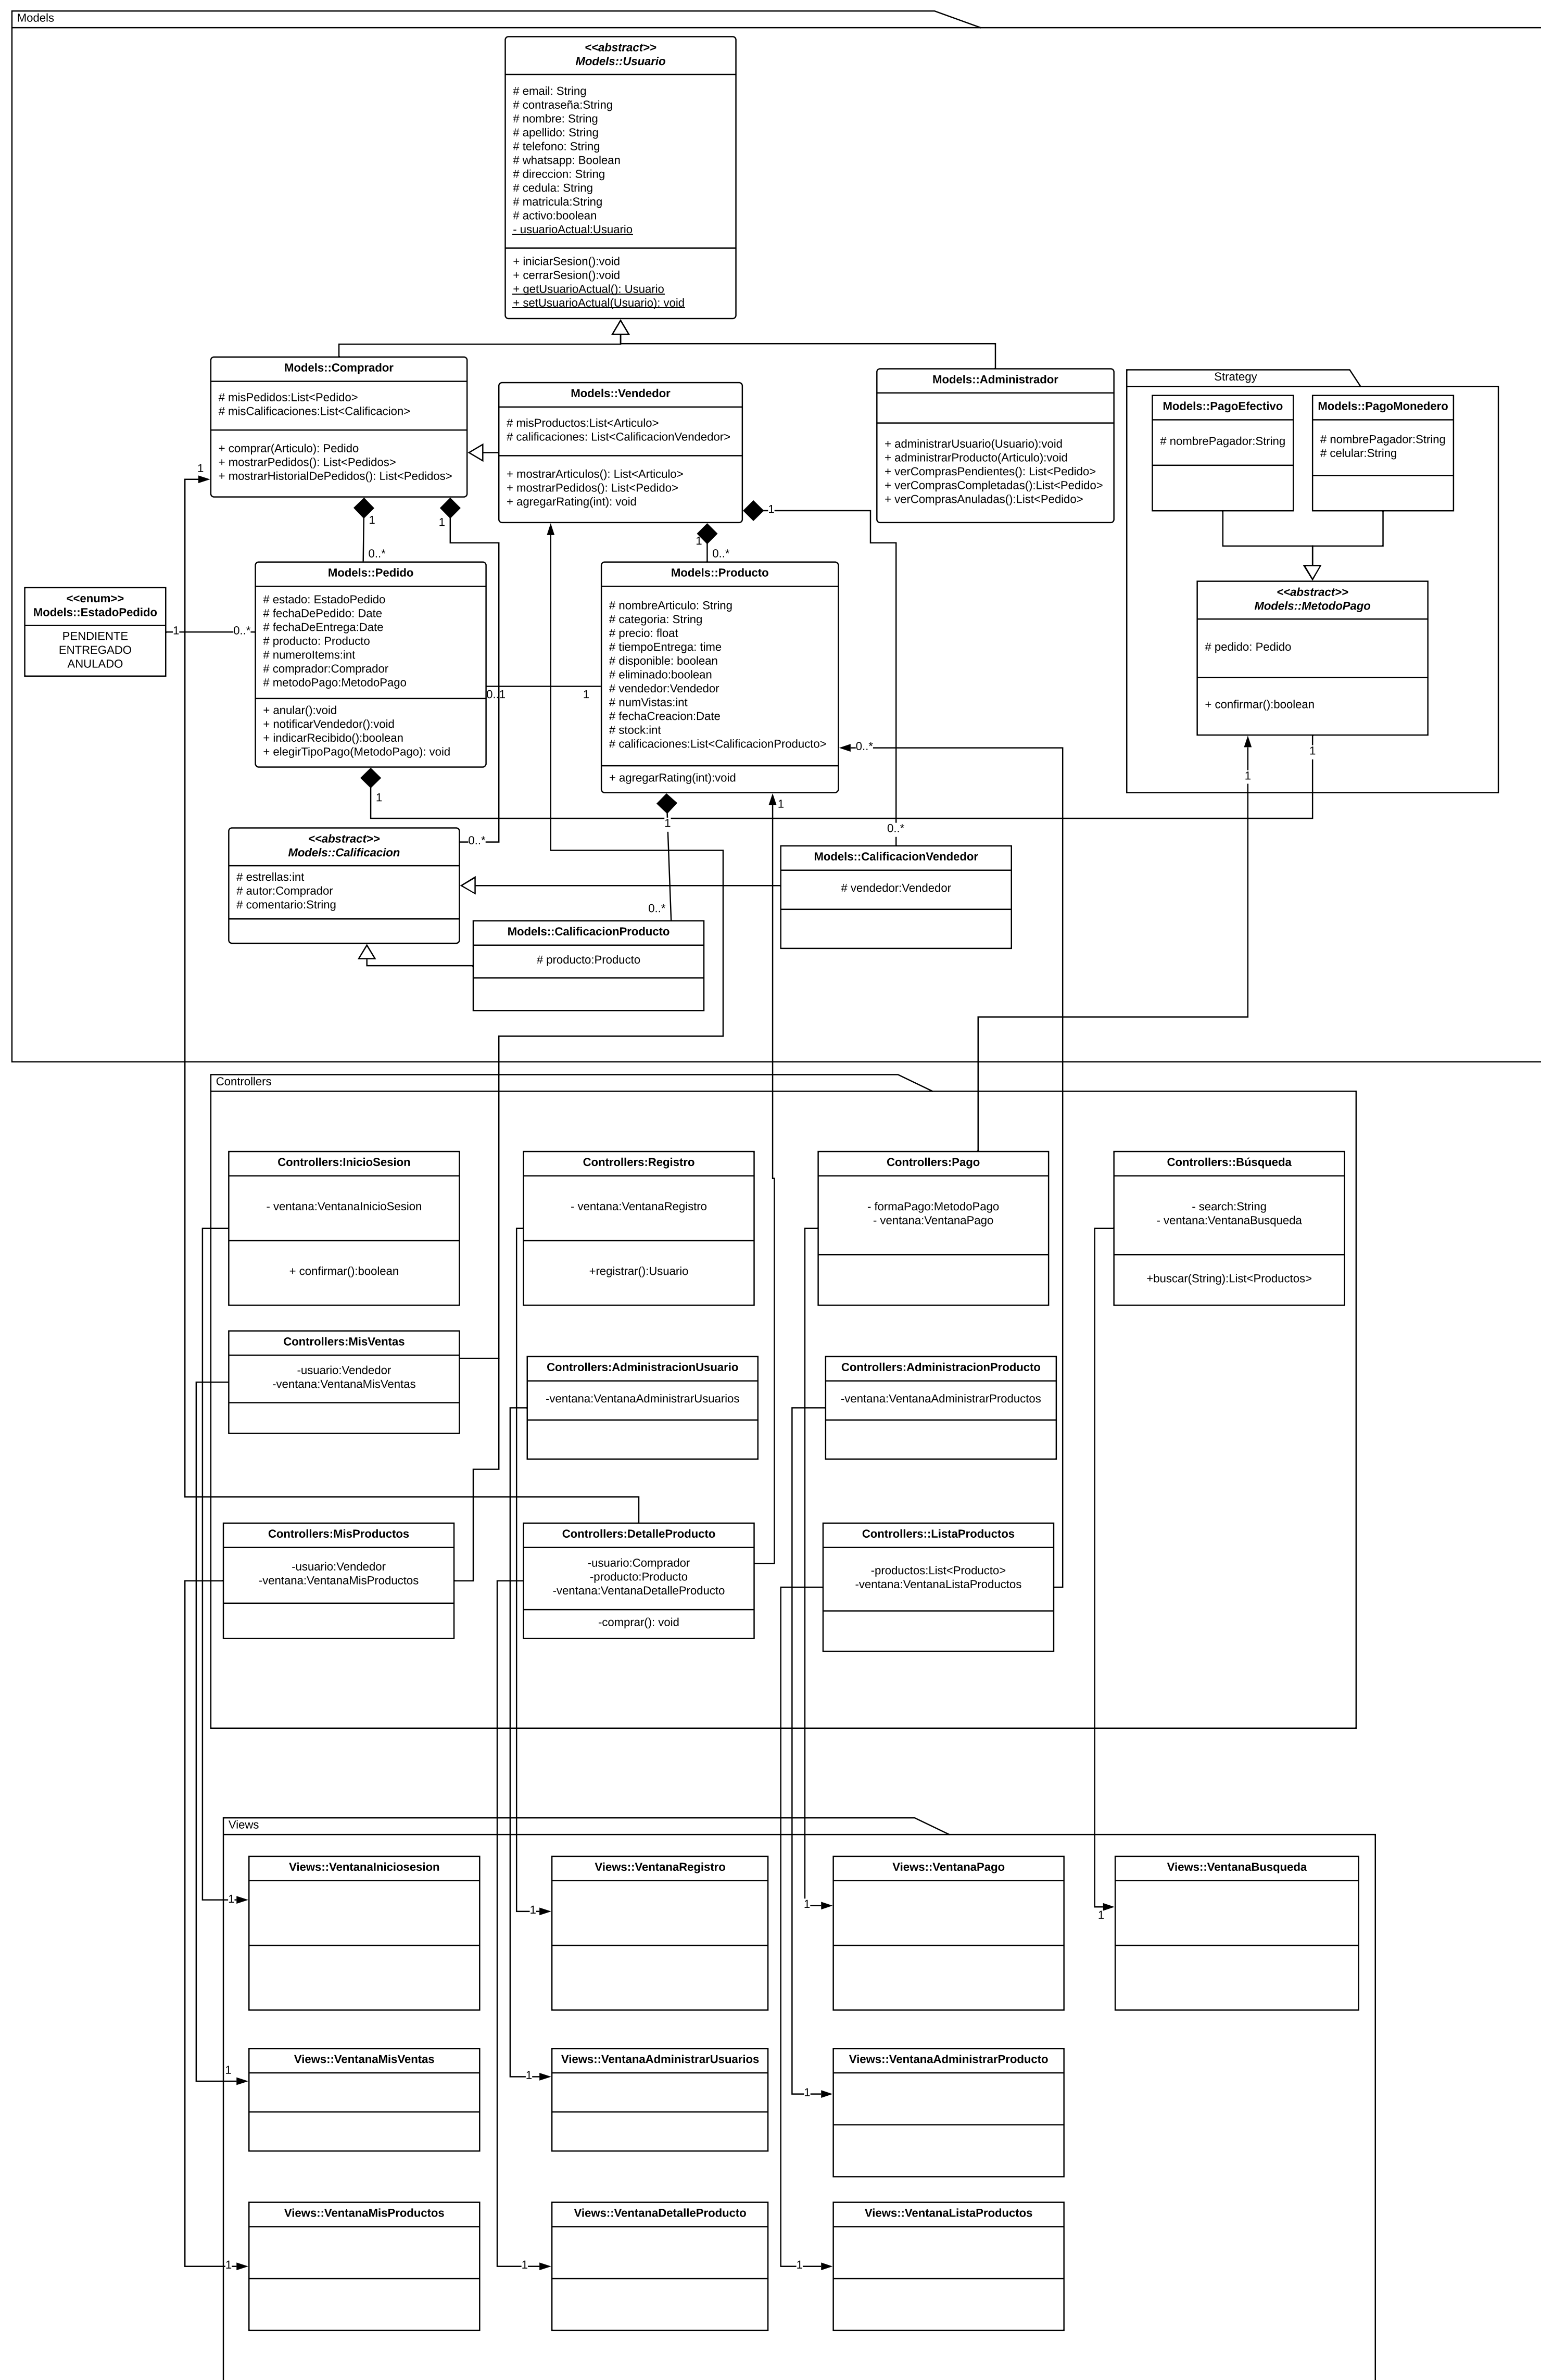 Models
<<abstract>>
Models::Usuario
# email: String
# contraseña:String
# nombre: String
# apellido: String
# telefono: String
# whatsapp: Boolean
# direccion: String
# cedula: String
# matricula:String
# activo:boolean
- usuarioActual:Usuario
+ iniciarSesion():void
+ cerrarSesion():void
+ getUsuarioActual(): Usuario
+ setUsuarioActual(Usuario): void
Models::Comprador
# misPedidos:List<Pedido>
# misCalificaciones:List<Calificacion>
+ comprar(Articulo): Pedido
+ mostrarPedidos(): List<Pedidos>
+ mostrarHistorialDePedidos(): List<Pedidos>
1
1
1
0..*
Models::Vendedor
# misProductos:List<Articulo>
# calificaciones: List<CalificacionVendedor>
+ mostrarArticulos(): List<Articulo>
+ mostrarPedidos(): List<Pedido>
+ agregarRating(int): void
1
1
0..*
Models::Administrador
+ administrarUsuario(Usuario):void
+ administrarProducto(Articulo):void
+ verComprasPendientes(): List<Pedido>
+ verComprasCompletadas():List<Pedido>
+ verComprasAnuladas():List<Pedido>
Strategy
Models::PagoEfectivo
# nombrePagador:String
Models::PagoMonedero
# nombrePagador:String
# celular:String
<<abstract>>
Models::MetodoPago
# pedido: Pedido
+ confirmar():boolean
1
1
<<enum>>
Models::EstadoPedido
PENDIENTE
ENTREGADO
ANULADO
1
0..*
Models::Pedido
# estado: EstadoPedido
# fechaDePedido: Date
# fechaDeEntrega:Date
# producto: Producto
# numeroItems:int
# comprador:Comprador
# metodoPago:MetodoPago
+ anular():void
+ notificarVendedor():void
+ indicarRecibido():boolean
+ elegirTipoPago(MetodoPago): void
0..1
1
1
Models::Producto
# nombreArticulo: String
# categoria: String
# precio: float
# tiempoEntrega: time
# disponible: boolean
# eliminado:boolean
# vendedor:Vendedor
# numVistas:int
# fechaCreacion:Date
# stock:int
# calificaciones:List<CalificacionProducto>
+ agregarRating(int):void
0..*
1
1
0..*
<<abstract>>
Models::Calificacion
# estrellas:int
# autor:Comprador
# comentario:String
0..*
Models::CalificacionVendedor
# vendedor:Vendedor
0..*
Models::CalificacionProducto
# producto:Producto
Controllers
Controllers:InicioSesion
- ventana:VentanaInicioSesion
+ confirmar():boolean
Controllers:Registro
- ventana:VentanaRegistro
+registrar():Usuario
Controllers:Pago
- formaPago:MetodoPago
- ventana:VentanaPago
Controllers::Búsqueda
- search:String
- ventana:VentanaBusqueda
+buscar(String):List<Productos>
Controllers:MisVentas
-usuario:Vendedor
-ventana:VentanaMisVentas
Controllers:AdministracionUsuario
-ventana:VentanaAdministrarUsuarios
Controllers:AdministracionProducto
-ventana:VentanaAdministrarProductos
Controllers:MisProductos
-usuario:Vendedor
-ventana:VentanaMisProductos
Controllers:DetalleProducto
-usuario:Comprador
-producto:Producto
-ventana:VentanaDetalleProducto
-comprar(): void
Controllers::ListaProductos
-productos:List<Producto>
-ventana:VentanaListaProductos
Views
Views::VentanaIniciosesion
1
Views::VentanaRegistro
1
Views::VentanaPago
1
Views::VentanaBusqueda
1
Views::VentanaMisVentas
1
Views::VentanaAdministrarUsuarios
1
Views::VentanaAdministrarProducto
1
Views::VentanaMisProductos
1
Views::VentanaDetalleProducto
1
Views::VentanaListaProductos
1